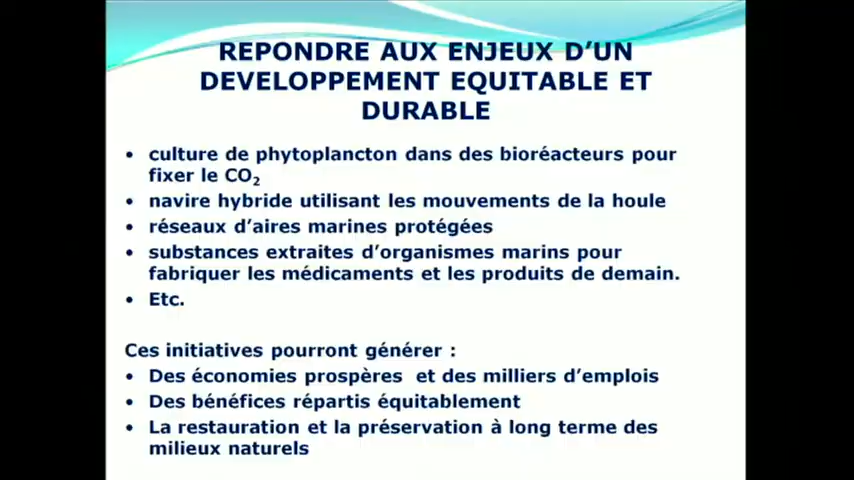 REPONDRE AUX ENJEUX D’UN
DEVELOPPEMENT EQUITABLE ET
DURABLE
• culture de phytoplancton dans des bioréacteurs pour
fixer le CO₂
• navire hybride utilisant les mouvements de la houle
• réseaux d’aires marines protégées
• substances extraites d’organismes marins pour
fabriquer les médicaments et les produits de demain.
• Etc.
Ces initiatives pourront générer :
• Des économies prospères et des milliers d’emplois
• Des bénéfices répartis équitablement
• La restauration et la préservation à long terme des
milieux naturels